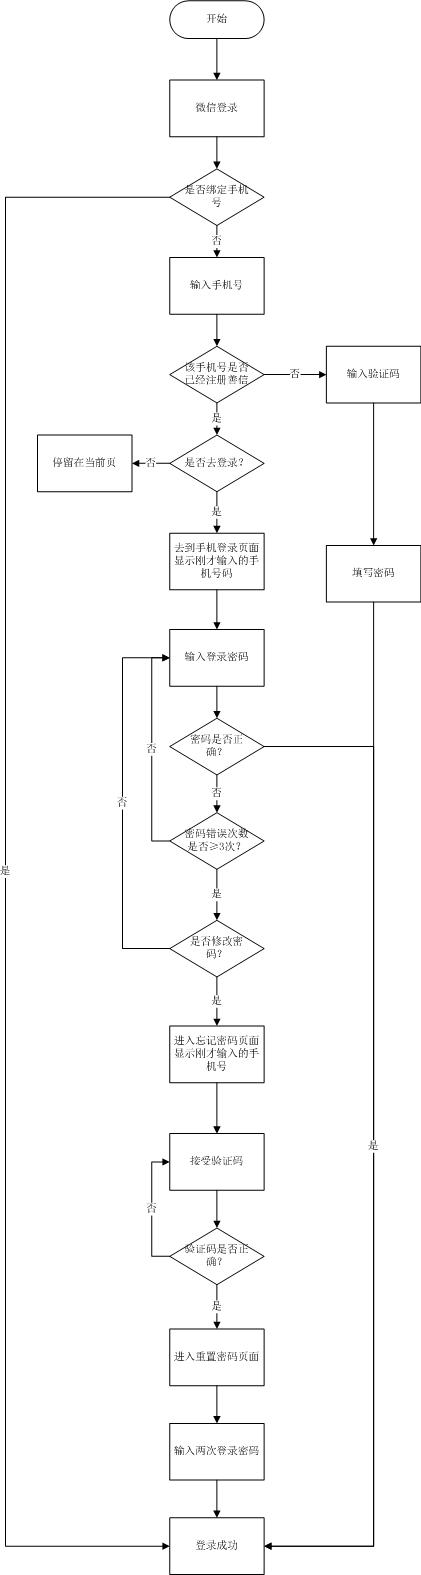 开始
微信登录
是否绑定手机
号
否
输入手机号
该手机号是否
已经注册善信
否
输入验证码
是
停留在当前页
否
是否去登录？
是
去到手机登录页面
显示刚才输入的手
机号码
填写密码
输入登录密码
密码是否正
确？
否
否
否
密码错误次数
是否≥3次？
是
是
是否修改密
码？
是
进入忘记密码页面
显示刚才输入的手
机号
是
接受验证码
否
验证码是否正
确？
是
进入重置密码页面
输入两次登录密码
登录成功